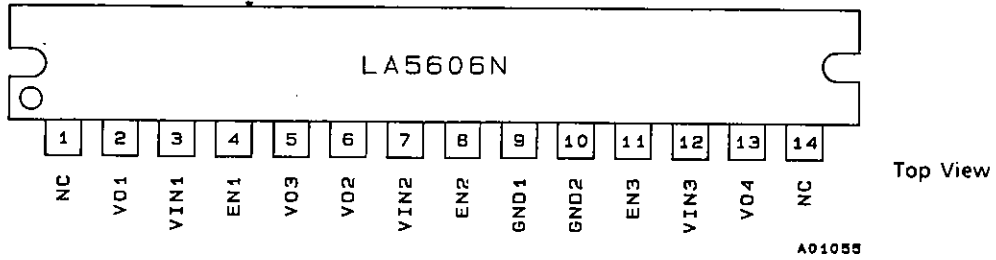 LA5606N
1 2 3 4 5 6 7 8 9 10 11 12 13 14
NC VO1 VIN1 EN1 VO3 VO2 VIN2 EN2 GND1 GND2 EN3 VIN3 VO4 NC
Top View
A01055